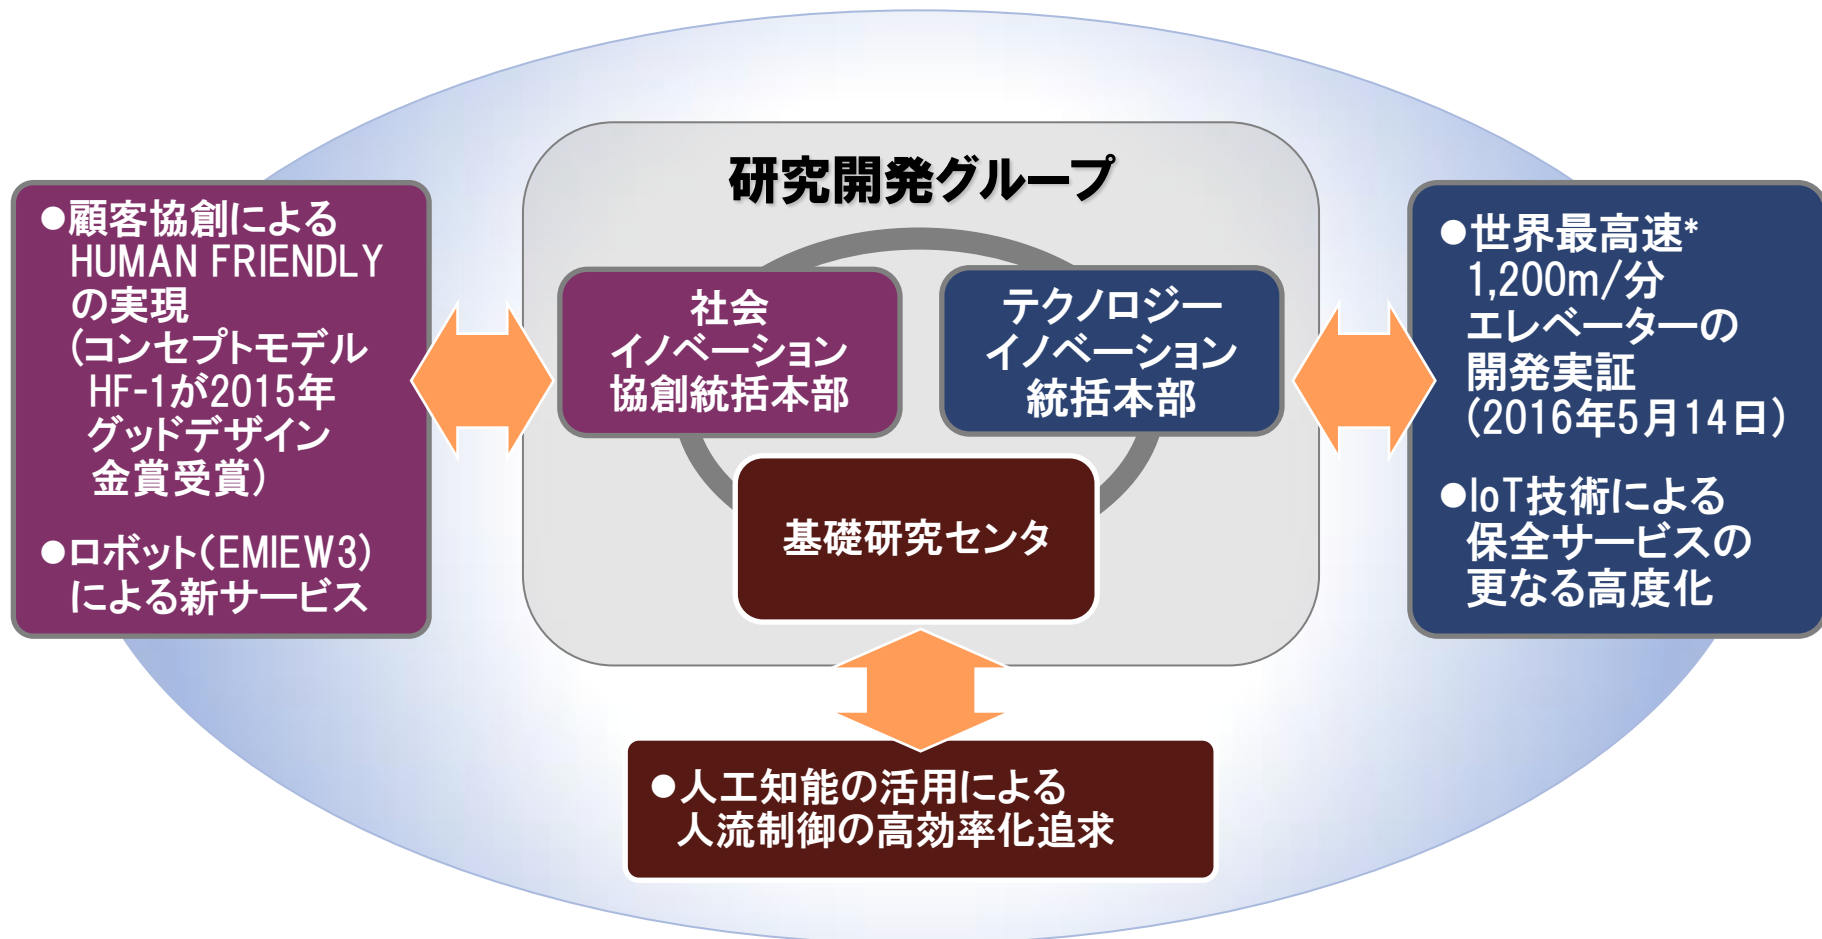 研究開発グループ
●顧客協創による
HUMAN FRIENDLY
の実現
(コンセプトモデル
HF-1が2015年
グッドデザイン
金賞受賞)
●ロボット(EMIEW3)
による新サービス
社会
イノベーション
協創統括本部
テクノロジー
イノベーション
統括本部
基礎研究センタ
●世界最高速*
1,200m/分
エレベーターの
開発実証
(2016年5月14日)
●IoT技術による
保全サービスの
更なる高度化
●人工知能の活用による
人流制御の高効率化追求